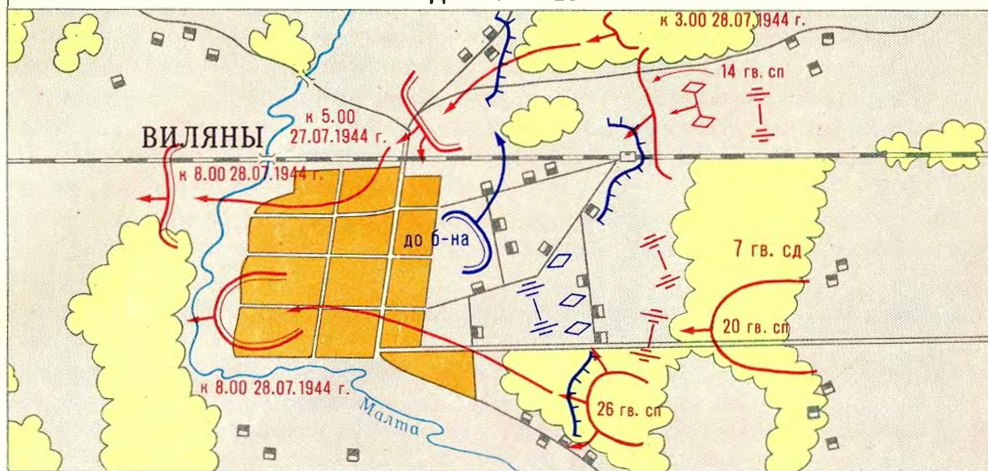 к 3.00 28.07.1944 г.
14 гв. сп
к 5.00
27.07.1944 г.
ВИЛЯНЫ
к 8.00 28.07.1944 г.
до б-на
7 гв. сд
20 гв. сп
к 8.00 28.07.1944 г.
26 гв. сп
Малта